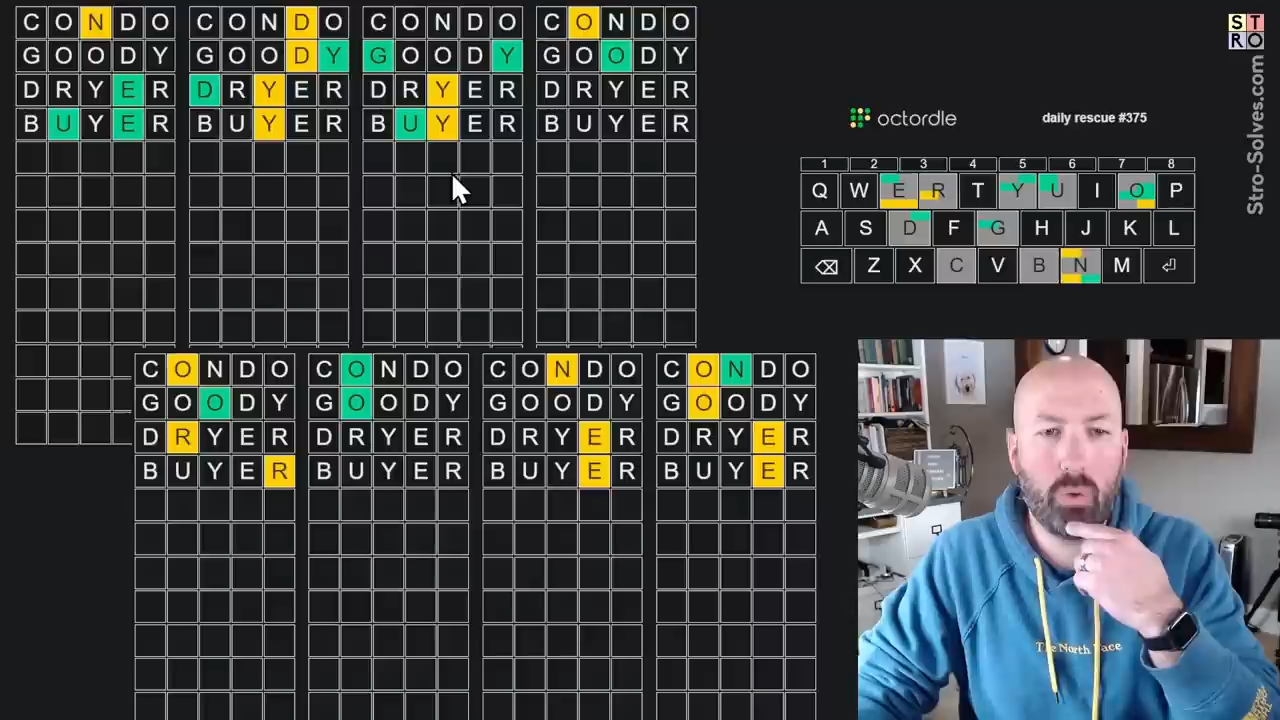 CONDO CONDO CONDO CONDO
GOODY GOODY GOODY GOODY
DRYER DRYER DRYER DRYER
BUYER BUYER BUYER BUYER
CONDO CONDO CONDO CONDO
GOODY GOODY GOODY GOODY
DRYER DRYER DRYER DRYER
BUYER BUYER BUYER BUYER
ST
RO
Stro-Solves.com
octordle daily rescue #375
1 2 3 4 5 6 7 8
Q W E R T Y U I O P
A S D F G H J K L
⌫ Z X C V B N M ⏎
The North Face